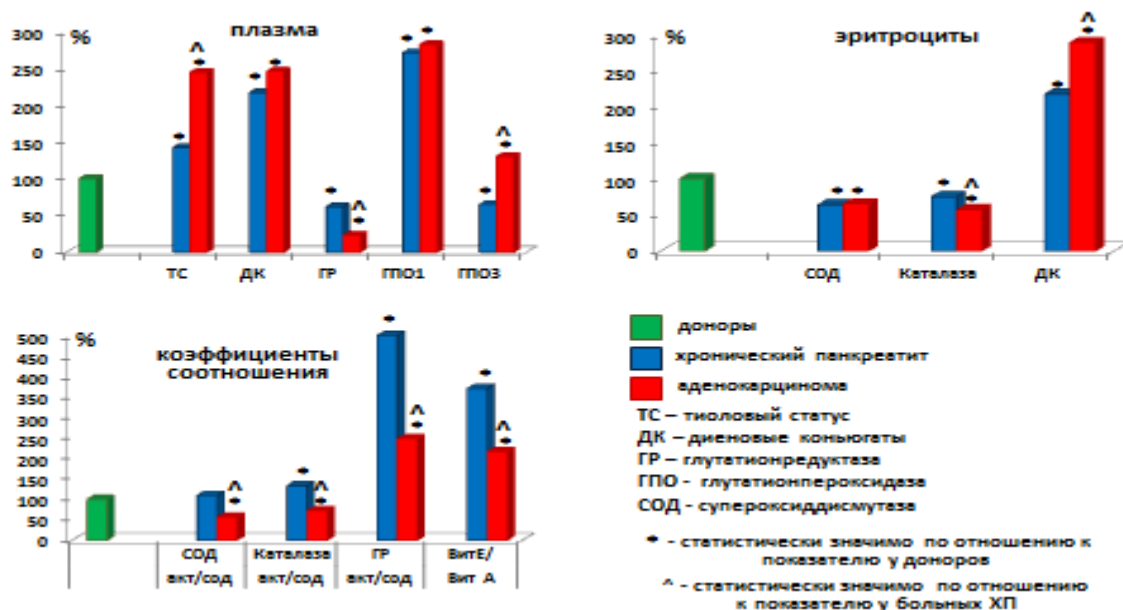 плазма
%
300
250
200
150
100
50
0
^
*
*
*
*
*
^
*
*
*
^
*
*
ТС
ДК
ГР
ГПО1
ГПО3
эритроциты
%
300
250
200
150
100
50
0
*
*
*
^
*
*
^
*
СОД
Каталаза
ДК
коэффициенты
соотношения
%
500
450
400
350
300
250
200
150
100
50
0
^
*
*
^
*
*
^
*
*
^
*
СОД
акт/сод
Каталаза
акт/сод
ГР
акт/сод
ВитЕ/
Вит А
доноры
хронический панкреатит
аденокарцинома
ТС – тиоловый статус
ДК – диеновые коньюгаты
ГР – глутатионредуктаза
ГПО - глутатионпероксидаза
СОД - супероксиддисмутаза
* - статистически значимо по отношению к
показателю у доноров
^ - статистически значимо по отношению
к показателю у больных ХП